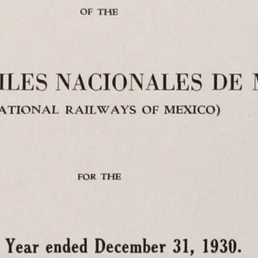 OF THE
ILES NACIONALES DE M
ATIONAL RAILWAYS OF MEXICO)
FOR THE
Year ended December 31, 1930.